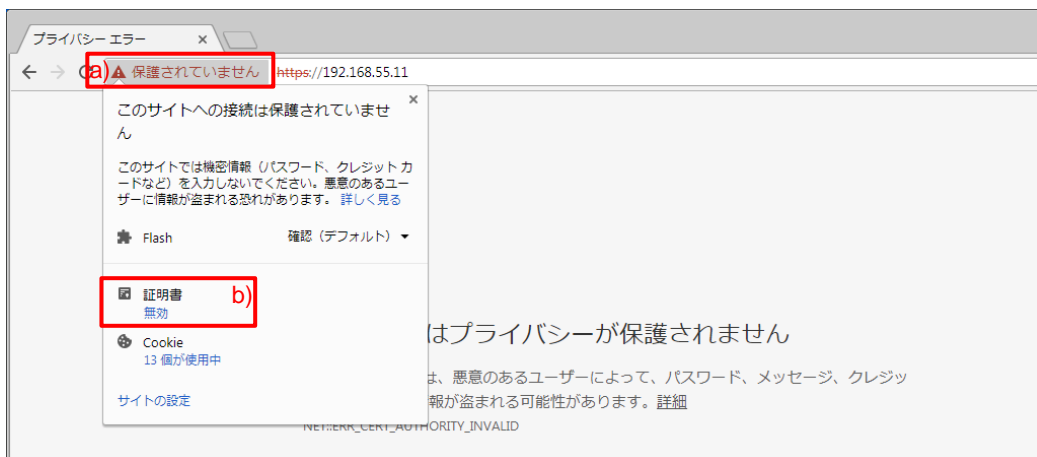 プライバシー エラー ×
a) 保護されていません https://192.168.55.11
このサイトへの接続は保護されていませ ×
ん
このサイトでは機密情報（パスワード、クレジット カ
ードなど）を入力しないでください。悪意のあるユー
ザーに情報が盗まれる恐れがあります。 詳しく見る
Flash 確認（デフォルト）
証明書 b)
無効
Cookie
13 個が使用中
サイトの設定
はプライバシーが保護されません
は、悪意のあるユーザーによって、パスワード、メッセージ、クレジッ
報が盗まれる可能性があります。詳細
NET::ERR_CERT_AUTHORITY_INVALID